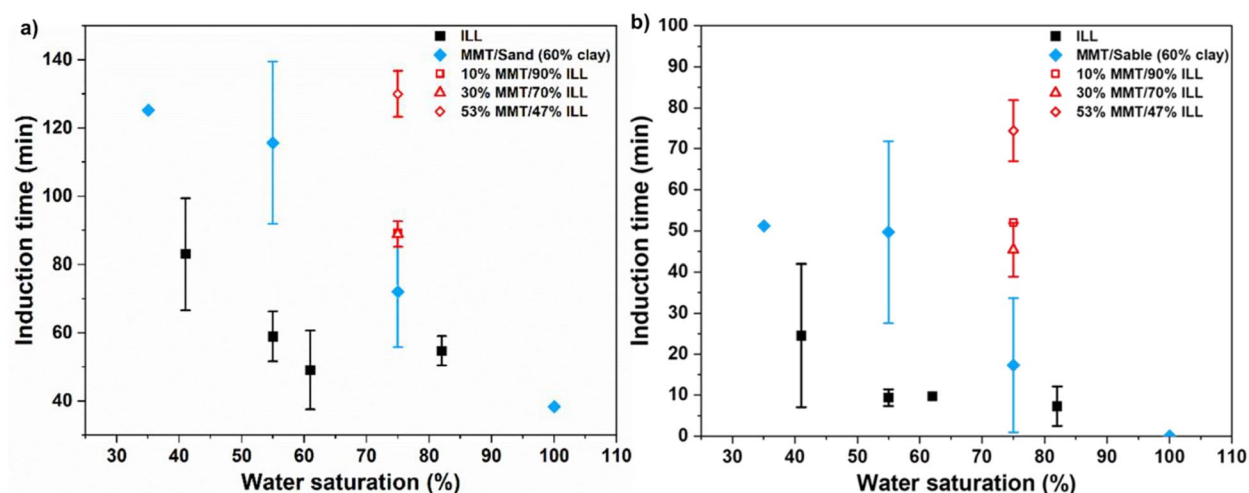 a)
ILL
MMT/Sand (60% clay)
10% MMT/90% ILL
30% MMT/70% ILL
53% MMT/47% ILL
Induction time (min)
140
120
100
80
60
40
30 40 50 60 70 80 90 100 110
Water saturation (%)
b)
ILL
MMT/Sable (60% clay)
10% MMT/90% ILL
30% MMT/70% ILL
53% MMT/47% ILL
Induction time (min)
100
90
80
70
60
50
40
30
20
10
0
30 40 50 60 70 80 90 100 110
Water saturation (%)